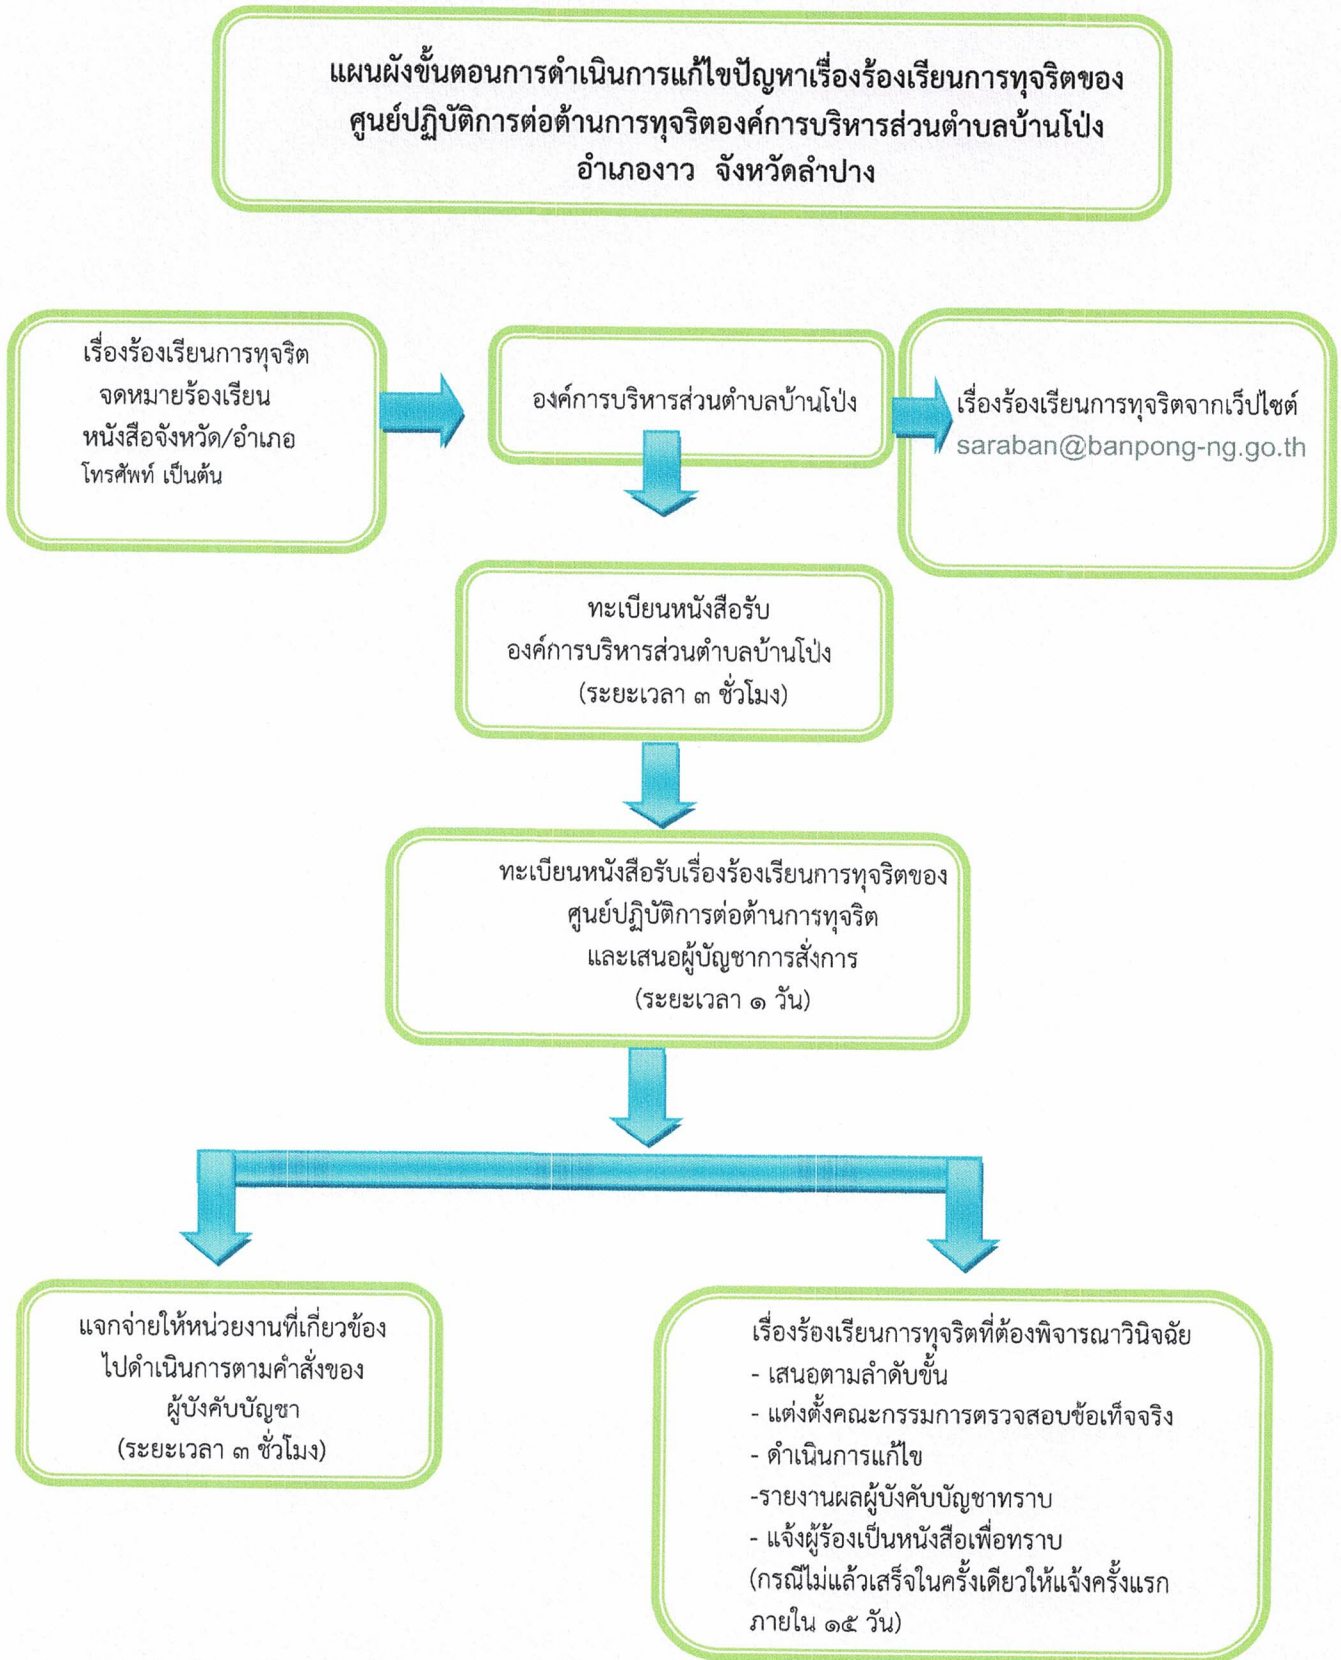 แผนผังขั้นตอนการดำเนินการแก้ไขปัญหาเรื่องร้องเรียนการทุจริตของ
ศูนย์ปฏิบัติการต่อต้านการทุจริตองค์การบริหารส่วนตำบลบ้านโป่ง
อำเภองาว จังหวัดลำปาง
เรื่องร้องเรียนการทุจริต
จดหมายร้องเรียน
หนังสือจังหวัด/อำเภอ
โทรศัพท์ เป็นต้น
องค์การบริหารส่วนตำบลบ้านโป่ง
เรื่องร้องเรียนการทุจริตจากเว็ปไซต์
saraban@banpong-ng.go.th
ทะเบียนหนังสือรับ
องค์การบริหารส่วนตำบลบ้านโป่ง
(ระยะเวลา ๓ ชั่วโมง)
ทะเบียนหนังสือรับเรื่องร้องเรียนการทุจริตของ
ศูนย์ปฏิบัติการต่อต้านการทุจริต
และเสนอผู้บัญชาการสั่งการ
(ระยะเวลา ๑ วัน)
แจกจ่ายให้หน่วยงานที่เกี่ยวข้อง
ไปดำเนินการตามคำสั่งของ
ผู้บังคับบัญชา
(ระยะเวลา ๓ ชั่วโมง)
เรื่องร้องเรียนการทุจริตที่ต้องพิจารณาวินิจฉัย
- เสนอตามลำดับขั้น
- แต่งตั้งคณะกรรมการตรวจสอบข้อเท็จจริง
- ดำเนินการแก้ไข
-รายงานผลผู้บังคับบัญชาทราบ
- แจ้งผู้ร้องเป็นหนังสือเพื่อทราบ
(กรณีไม่แล้วเสร็จในครั้งเดียวให้แจ้งครั้งแรก
ภายใน ๑๕ วัน)